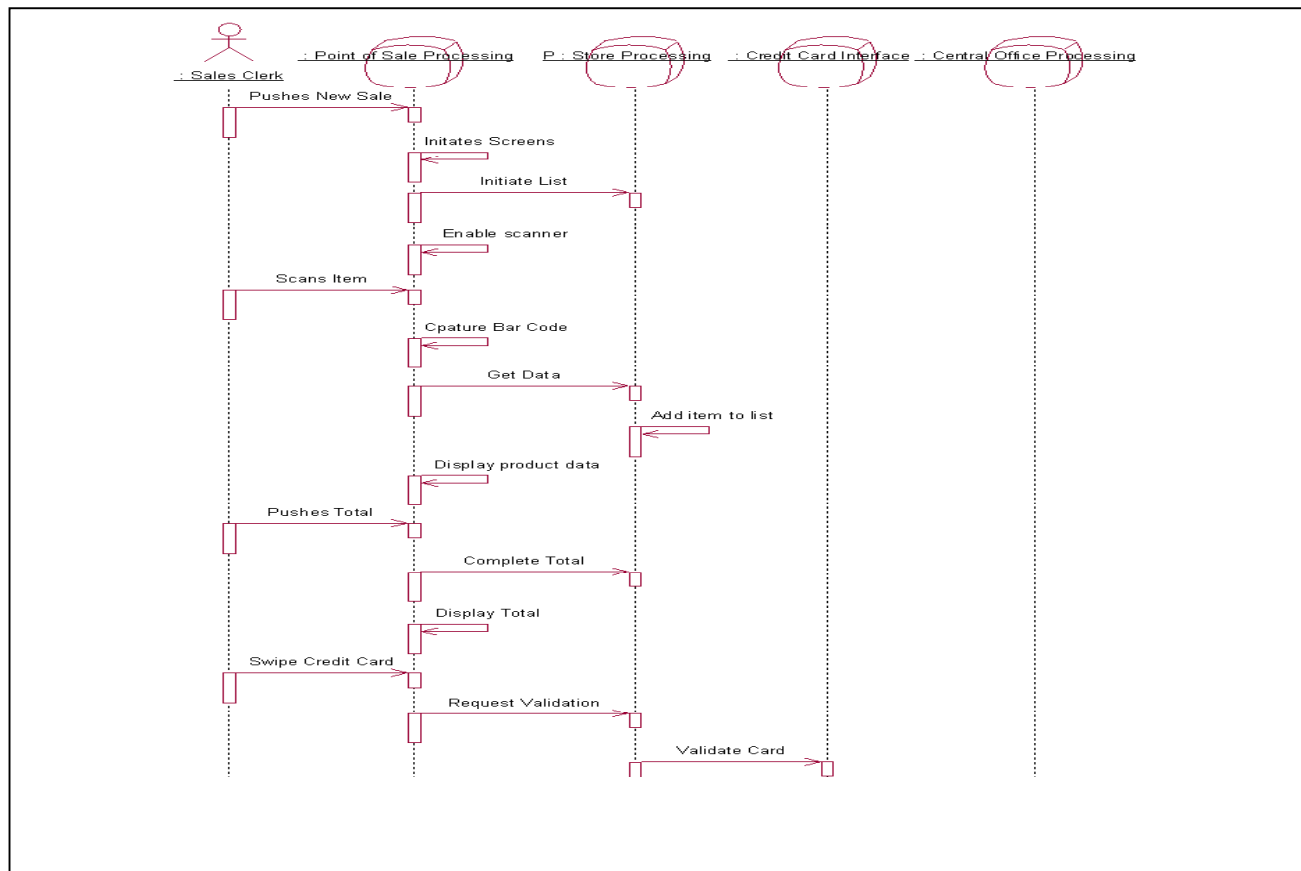 : Point of Sale Processing
P : Store Processing
: Credit Card Interface
: Central Office Processing
: Sales Clerk
Pushes New Sale
Initates Screens
Initiate List
Enable scanner
Scans Item
Cpature Bar Code
Get Data
Add item to list
Display product data
Pushes Total
Complete Total
Display Total
Swipe Credit Card
Request Validation
Validate Card